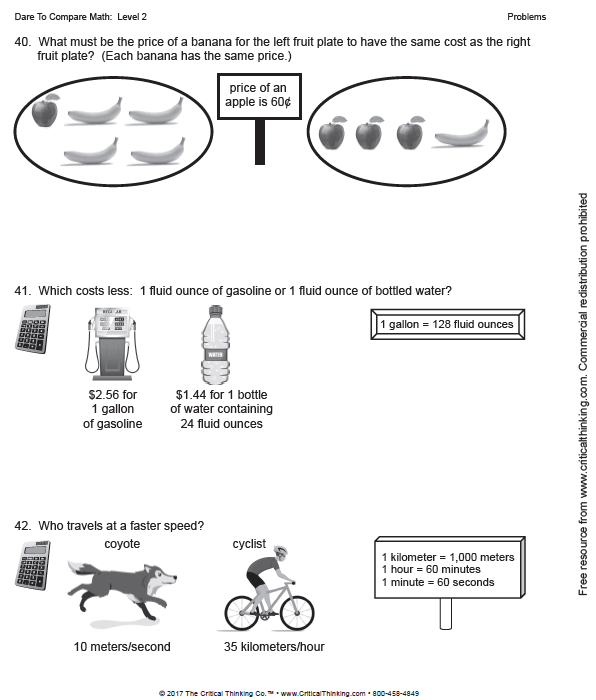 Dare To Compare Math: Level 2
Problems
40. What must be the price of a banana for the left fruit plate to have the same cost as the right
fruit plate? (Each banana has the same price.)
price of an
apple is 60¢
41. Which costs less: 1 fluid ounce of gasoline or 1 fluid ounce of bottled water?
1 gallon = 128 fluid ounces
WATER
$2.56 for
1 gallon
of gasoline
$1.44 for 1 bottle
of water containing
24 fluid ounces
42. Who travels at a faster speed?
coyote
cyclist
1 kilometer = 1,000 meters
1 hour = 60 minutes
1 minute = 60 seconds
10 meters/second
35 kilometers/hour
© 2017 The Critical Thinking Co.™ • www.CriticalThinking.com • 800-458-4849
Free resource from www.criticalthinking.com. Commercial redistribution prohibited